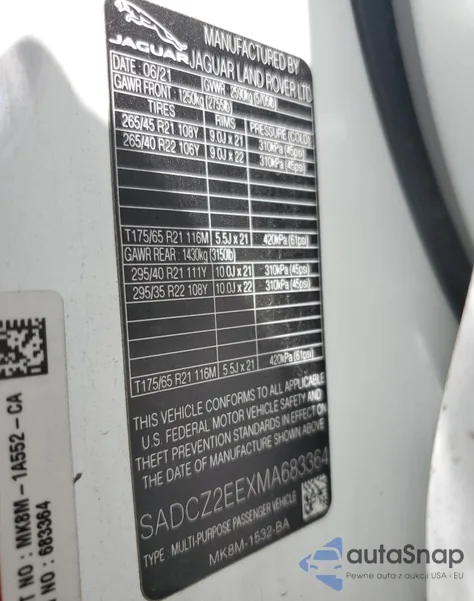 JAGUAR
MANUFACTURED BY
JAGUAR LAND ROVER LTD
DATE: 06/21 GVWR: 2590kg (5705lb)
GAWR FRONT: 1250kg (2755lb)
TIRES RIMS PRESSURE (COLD)
265/45 R21 108Y 9.0J x 21 310kPa (45psi)
265/40 R22 106Y 9.0J x 22 310kPa (45psi)
T175/65 R21 116M 5.5J x 21 420kPa (61psi)
GAWR REAR: 1430kg (3150lb)
295/40 R21 111Y 10.0J x 21 310kPa (45psi)
295/35 R22 108Y 10.0J x 22 310kPa (45psi)
T175/65 R21 116M 5.5J x 21 420kPa (61psi)
THIS VEHICLE CONFORMS TO ALL APPLICABLE
U.S. FEDERAL MOTOR VEHICLE SAFETY AND
THEFT PREVENTION STANDARDS IN EFFECT ON
THE DATE OF MANUFACTURE SHOWN ABOVE
SADCZ2EEXMA683364
TYPE: MULTI-PURPOSE PASSENGER VEHICLE
MK8M-1532-BA
NO: MK8M - 1A552 - CA
: 683364
autoSnap
Pewne auta z aukcji USA i EU